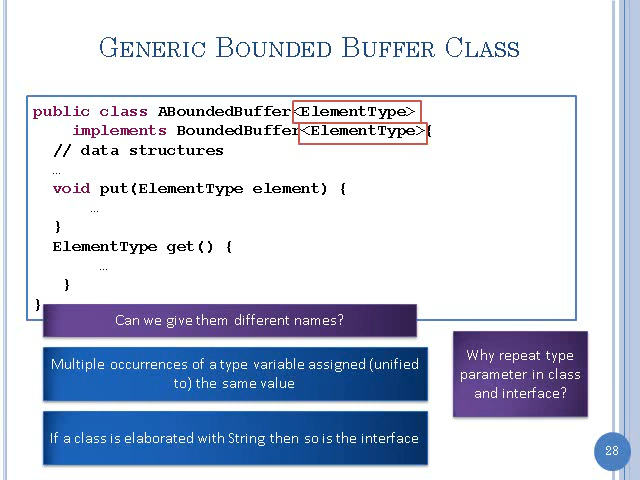 GENERIC BOUNDED BUFFER CLASS
public class ABoundedBuffer<ElementType>
implements BoundedBuffer<ElementType>{
// data structures
…
void put(ElementType element) {
…
}
ElementType get() {
…
}
}
Can we give them different names?
Multiple occurrences of a type variable assigned (unified
to) the same value
If a class is elaborated with String then so is the interface
Why repeat type
parameter in class
and interface?
28